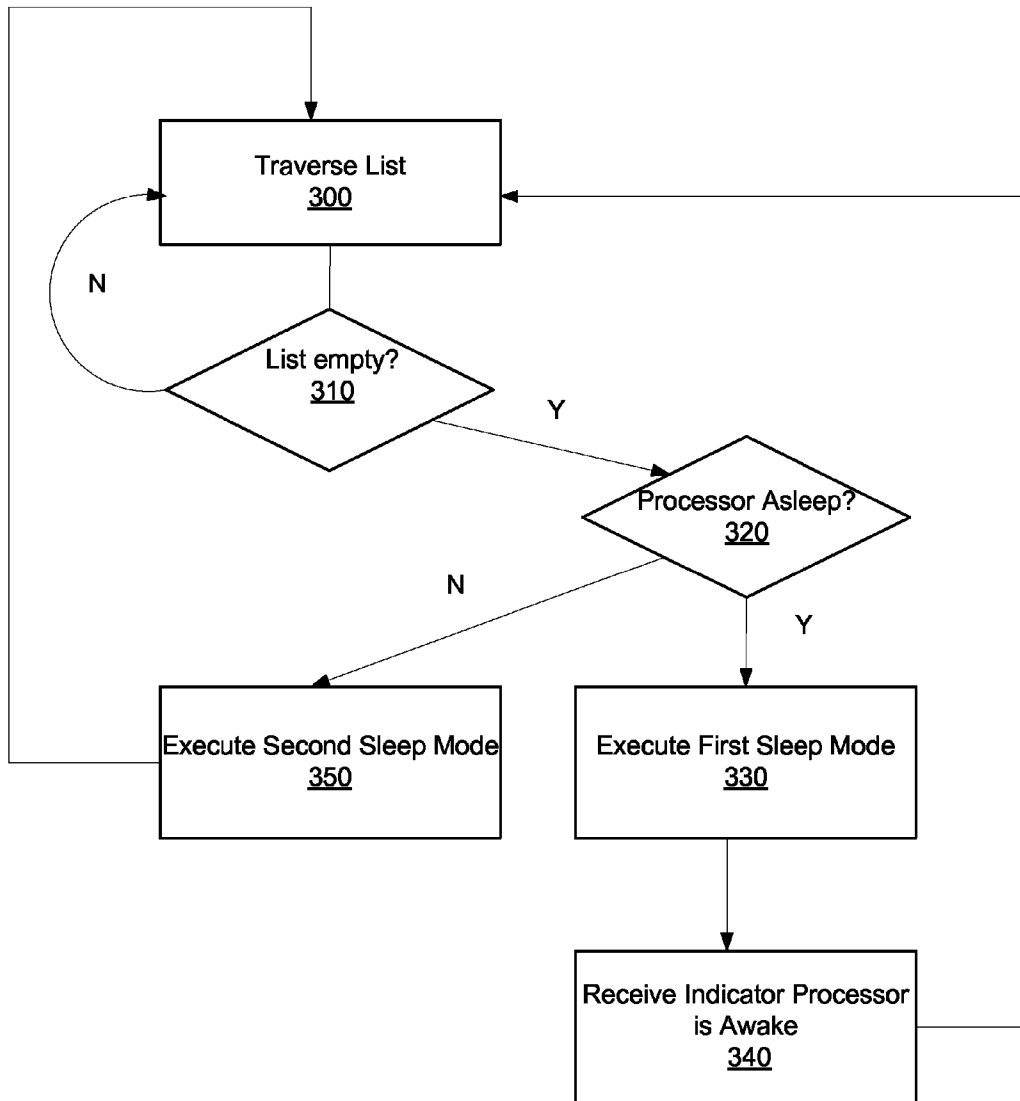 Traverse List
300
N
List empty?
310
Y
Processor Asleep?
320
N
Y
Execute Second Sleep Mode
350
Execute First Sleep Mode
330
Receive Indicator Processor
is Awake
340